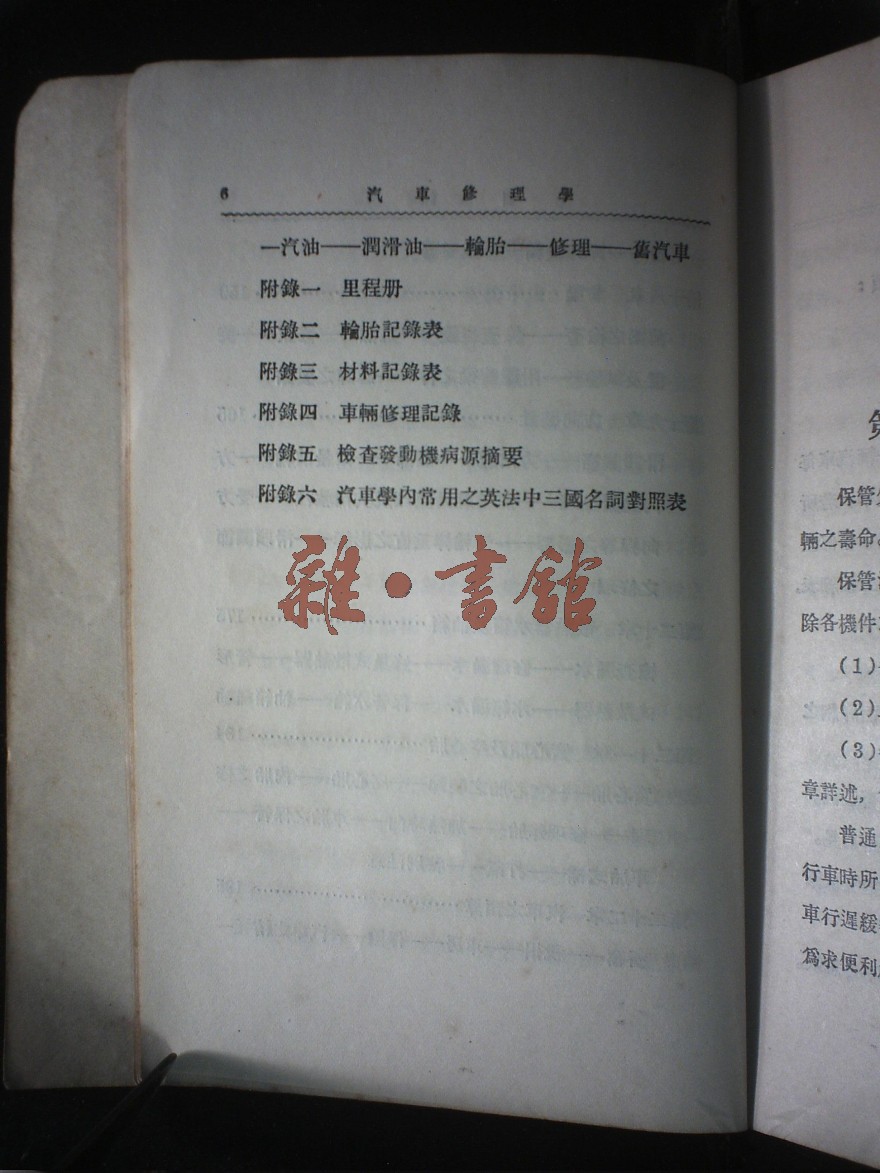 6 汽車修理學
—汽油——潤滑油——輪胎——修理——舊汽車
附錄一 里程册
附錄二 輪胎記錄表
附錄三 材料記錄表
附錄四 車輛修理記錄
附錄五 檢查發動機病源摘要
附錄六 汽車學內常用之英法中三國名詞對照表
雜·書館
保管
輛之壽命
保管
除各機件
(1)
(2)
(3)
章詳述,
普通
行車時所
車行遲緩
爲求便利